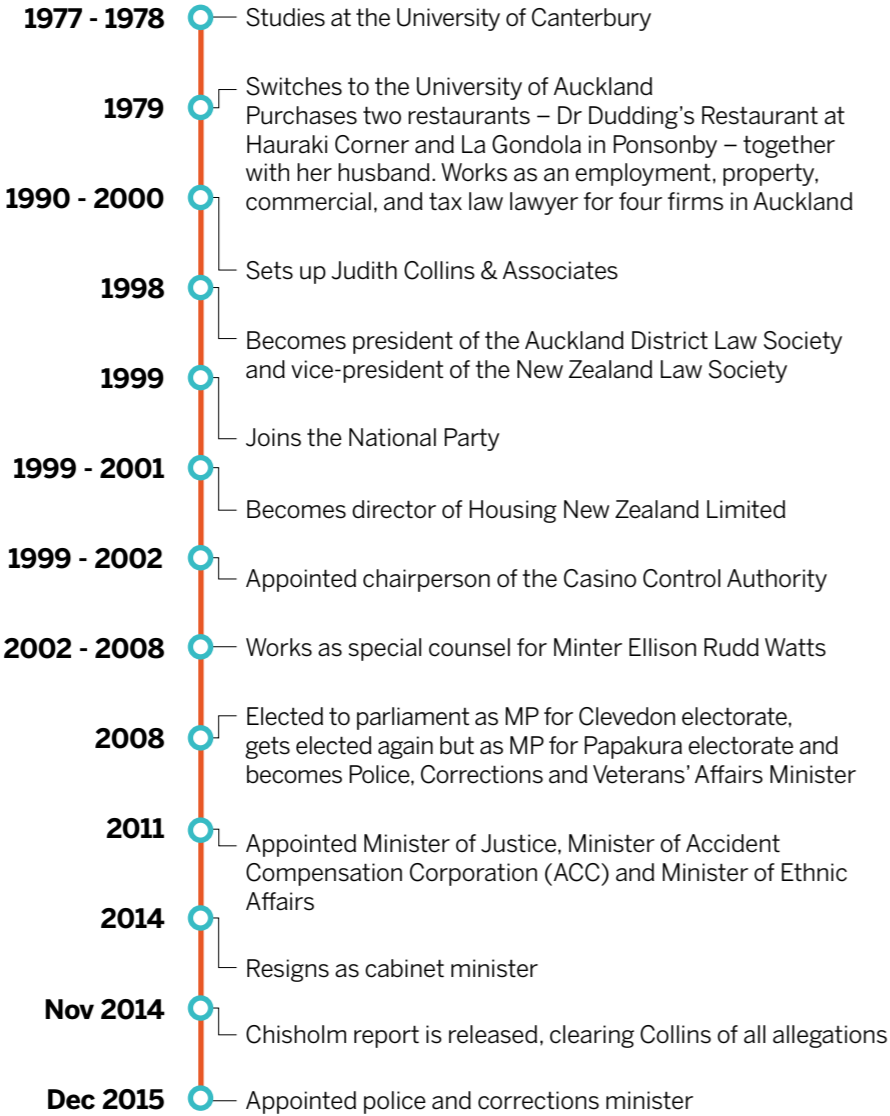 1977 - 1978
Studies at the University of Canterbury
1979
Switches to the University of Auckland
Purchases two restaurants – Dr Dudding’s Restaurant at
Hauraki Corner and La Gondola in Ponsonby – together
with her husband. Works as an employment, property,
commercial, and tax law lawyer for four firms in Auckland
1990 - 2000
Sets up Judith Collins & Associates
1998
Becomes president of the Auckland District Law Society
and vice-president of the New Zealand Law Society
1999
Joins the National Party
1999 - 2001
Becomes director of Housing New Zealand Limited
1999 - 2002
Appointed chairperson of the Casino Control Authority
2002 - 2008
Works as special counsel for Minter Ellison Rudd Watts
2008
Elected to parliament as MP for Clevedon electorate,
gets elected again but as MP for Papakura electorate and
becomes Police, Corrections and Veterans’ Affairs Minister
2011
Appointed Minister of Justice, Minister of Accident
Compensation Corporation (ACC) and Minister of Ethnic
Affairs
2014
Resigns as cabinet minister
Nov 2014
Chisholm report is released, clearing Collins of all allegations
Dec 2015
Appointed police and corrections minister